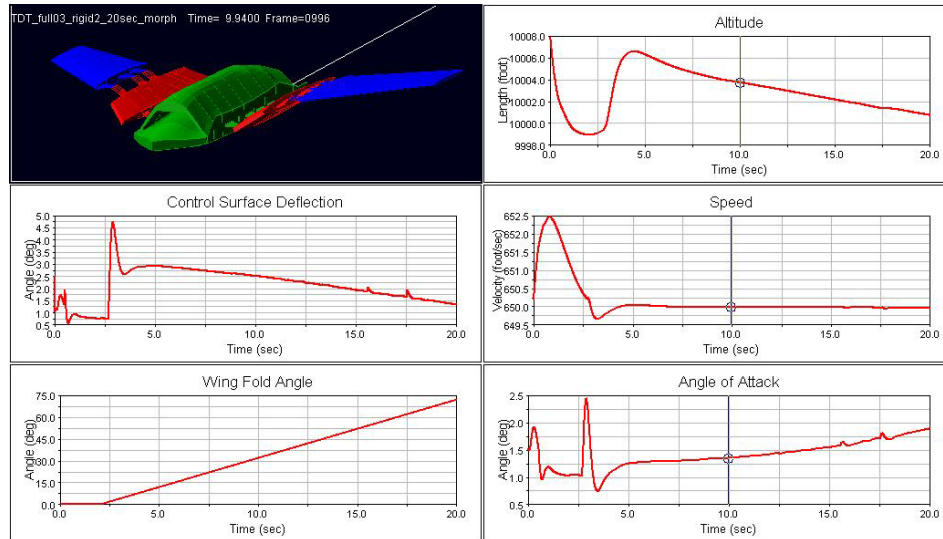 TDT_full03_rigid2_20sec_morph Time= 9.9400 Frame=0996
Altitude
Length (foot)
10008.0
10006.0
10004.0
10002.0
10000.0
9998.0
0.0 5.0 10.0 15.0 20.0
Time (sec)
Control Surface Deflection
Angle (deg)
5.0
4.5
4.0
3.5
3.0
2.5
2.0
1.5
1.0
0.5
0.0 5.0 10.0 15.0 20.0
Time (sec)
Speed
Velocity (foot/sec)
652.5
652.0
651.0
650.5
650.0
649.5
0.0 5.0 10.0 15.0 20.0
Time (sec)
Wing Fold Angle
Angle (deg)
75.0
60.0
45.0
30.0
15.0
0.0
0.0 5.0 10.0 15.0 20.0
Time (sec)
Angle of Attack
Angle (deg)
2.5
2.0
1.5
1.0
0.5
0.0 5.0 10.0 15.0 20.0
Time (sec)